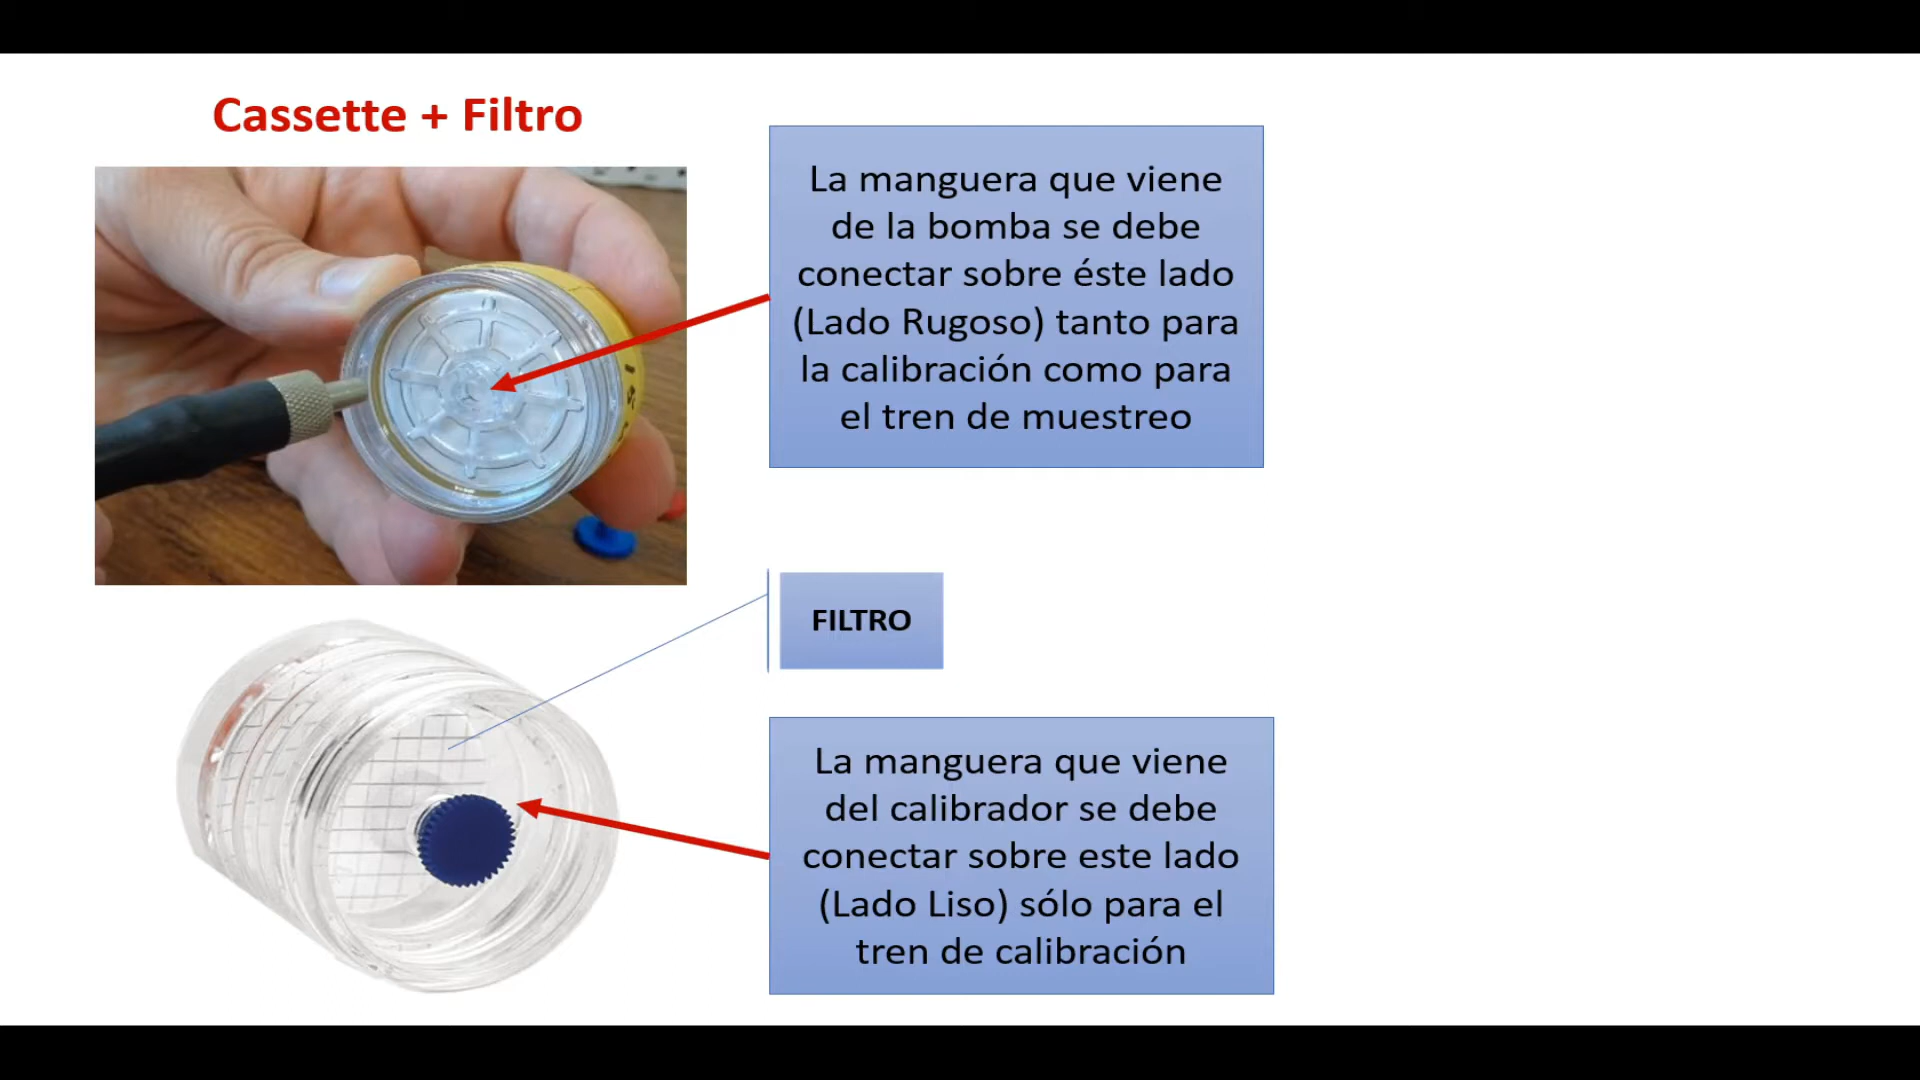 Cassette + Filtro
La manguera que viene
de la bomba se debe
conectar sobre éste lado
(Lado Rugoso) tanto para
la calibración como para
el tren de muestreo
FILTRO
La manguera que viene
del calibrador se debe
conectar sobre este lado
(Lado Liso) sólo para el
tren de calibración